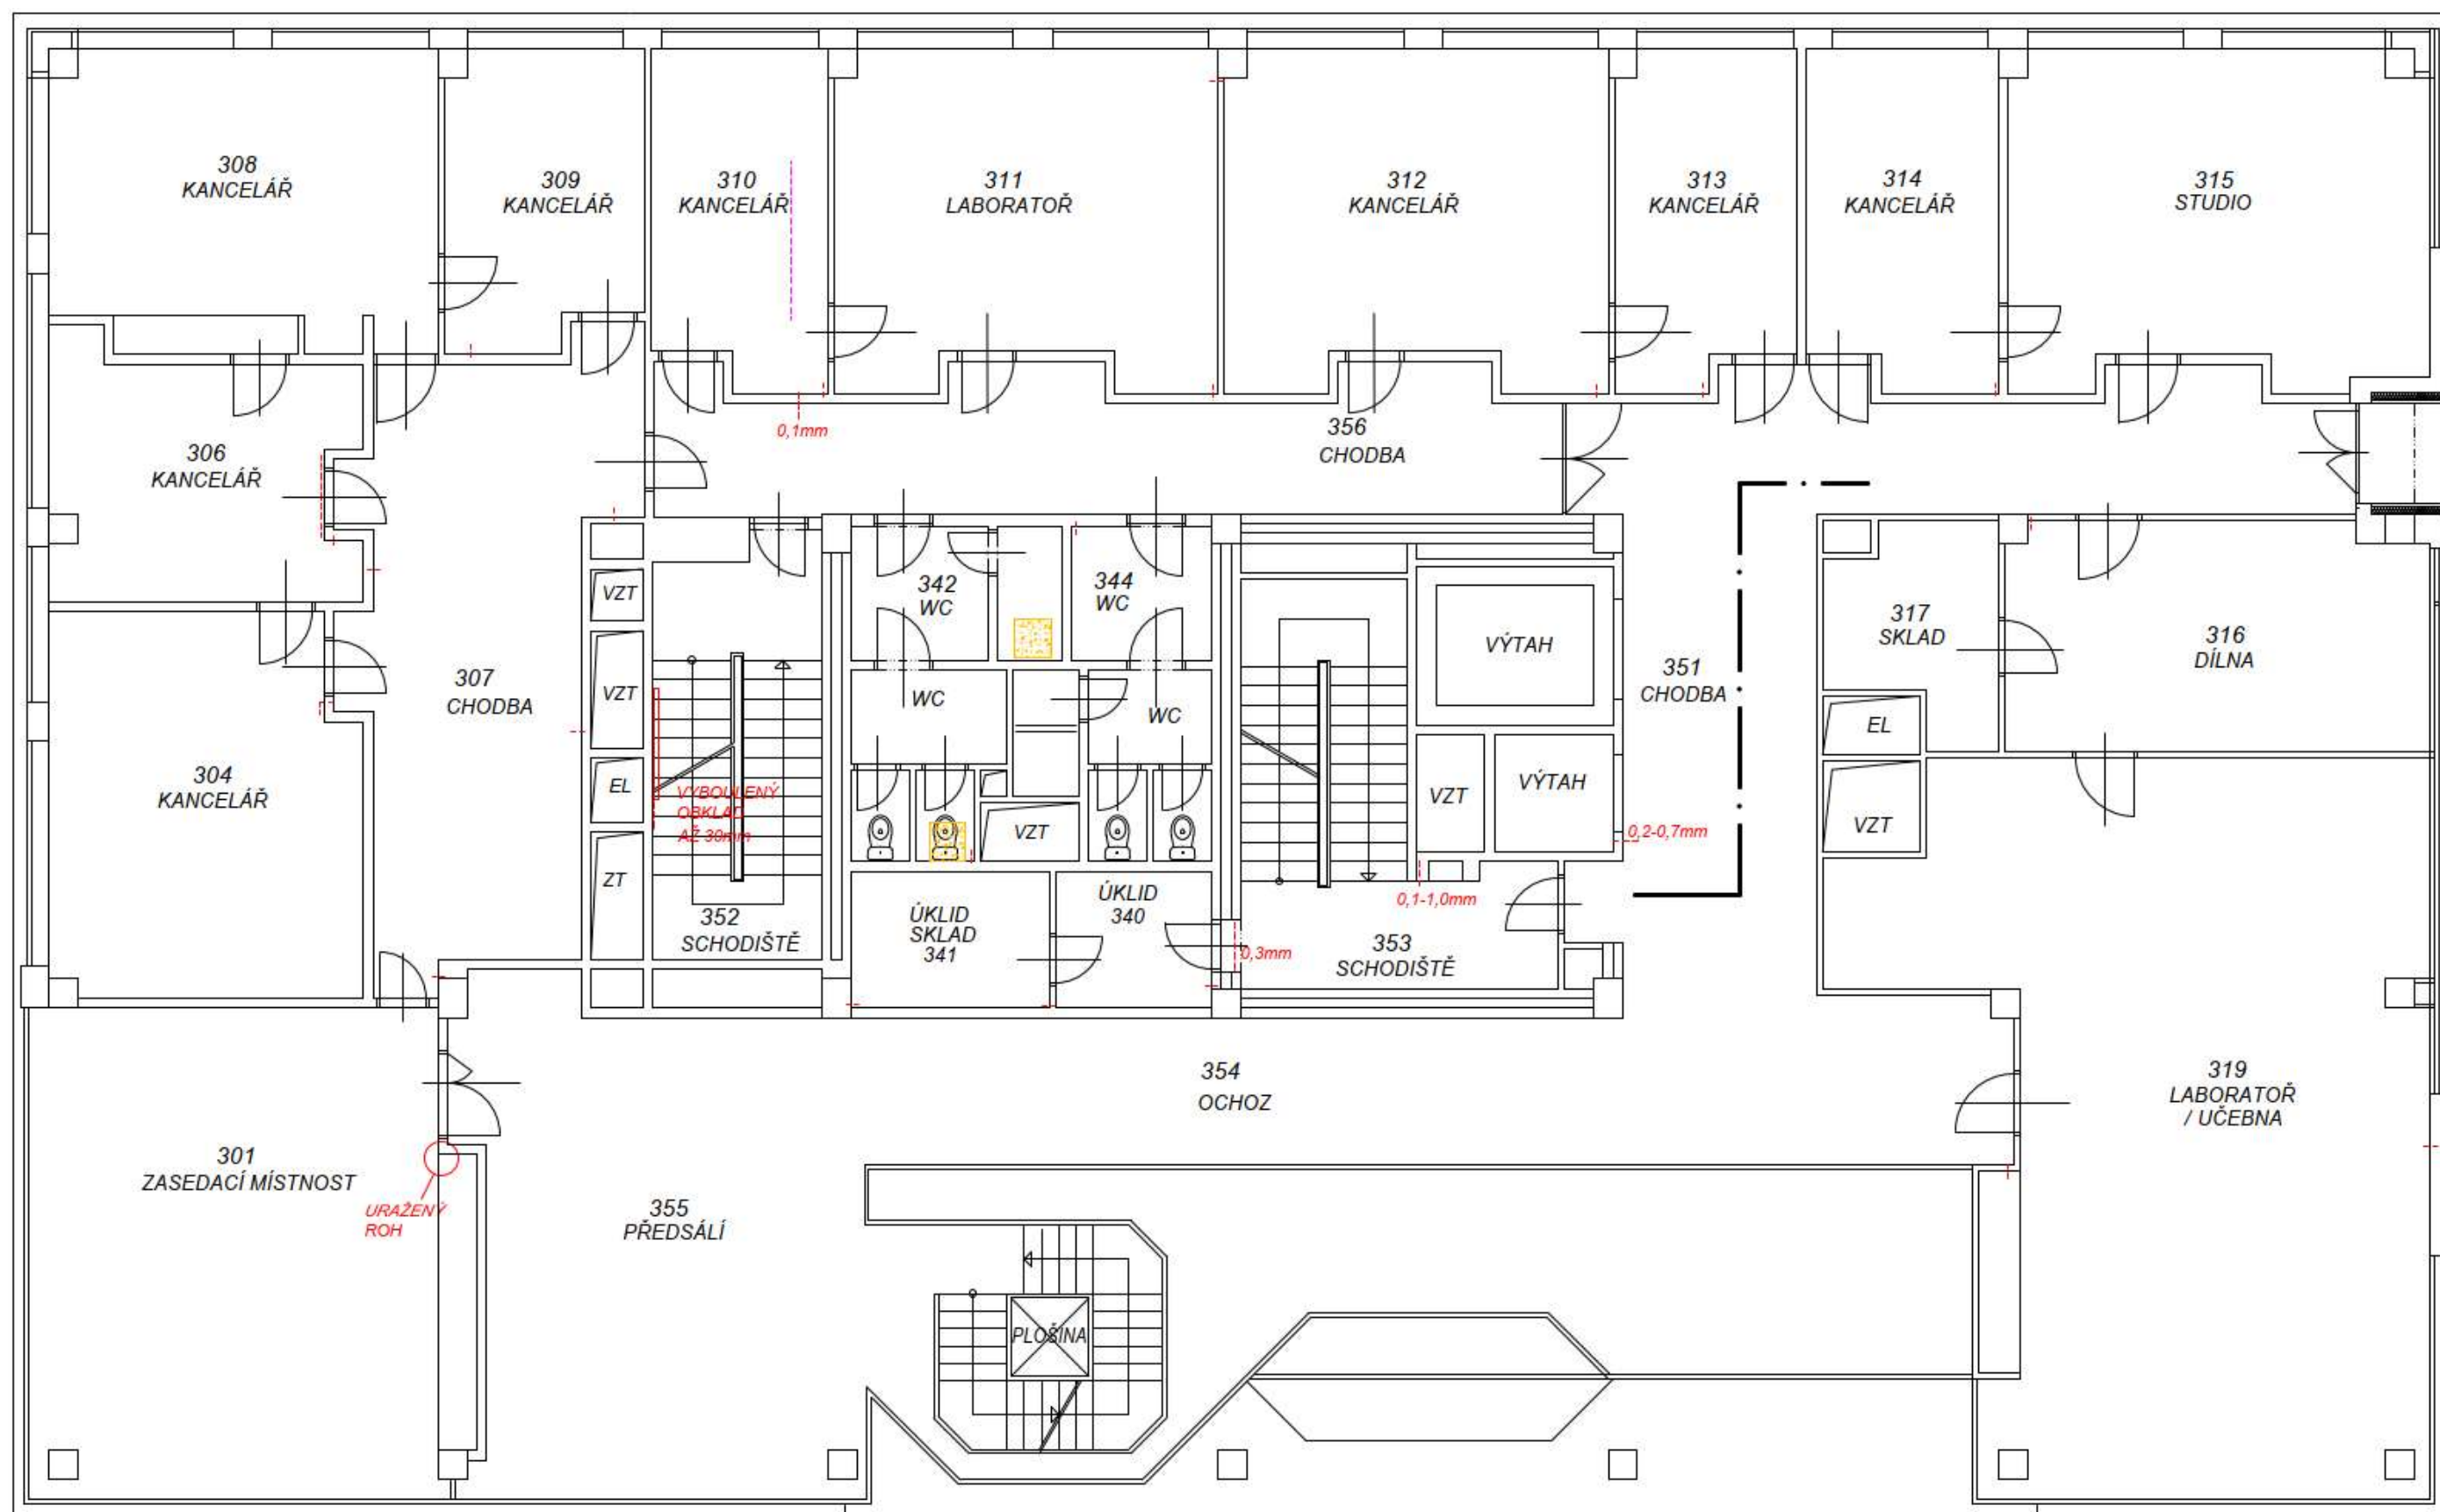 308
KANCELÁŘ
309
KANCELÁŘ
310
KANCELÁŘ
311
LABORATOŘ
312
KANCELÁŘ
313
KANCELÁŘ
314
KANCELÁŘ
315
STUDIO
0,1mm
356
CHODBA
306
KANCELÁŘ
VZT
342
WC
344
WC
VÝTAH
317
SKLAD
316
DÍLNA
307
CHODBA
VZT
WC
WC
351
CHODBA
EL
304
KANCELÁŘ
EL
VYBOULENÝ
OBKLAD
AŽ 30mm
VZT
VZT
VÝTAH
0,2-0,7mm
VZT
ZT
352
SCHODIŠTĚ
ÚKLID
SKLAD
341
ÚKLID
340
0,1-1,0mm
0,3mm
353
SCHODIŠTĚ
354
OCHOZ
319
LABORATOŘ
/ UČEBNA
301
ZASEDACÍ MÍSTNOST
URAŽENÝ
ROH
355
PŘEDSÁLÍ
PLOŠINA